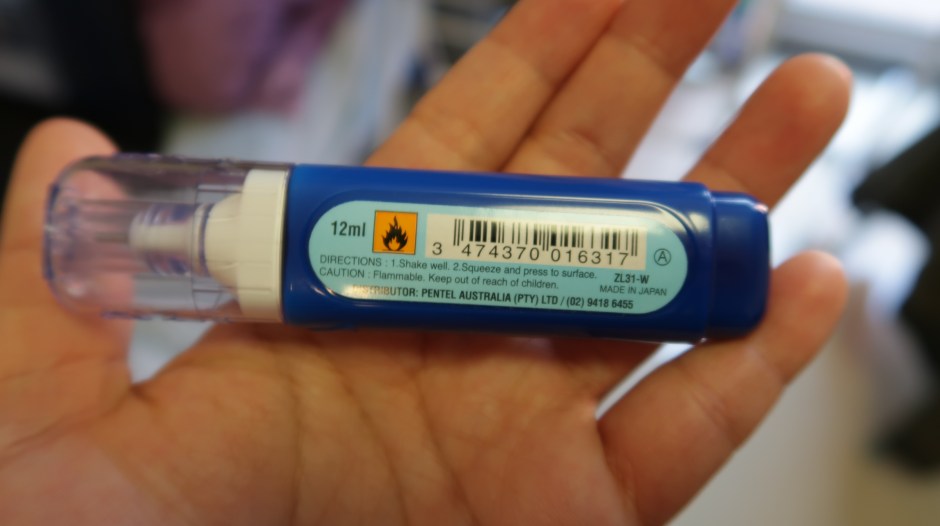 12ml
3 474370 016317
A
DIRECTIONS : 1.Shake well. 2.Squeeze and press to surface.
ZL31-W
CAUTION : Flammable. Keep out of reach of children.
MADE IN JAPAN
DISTRIBUTOR: PENTEL AUSTRALIA (PTY) LTD / (02) 9418 6455